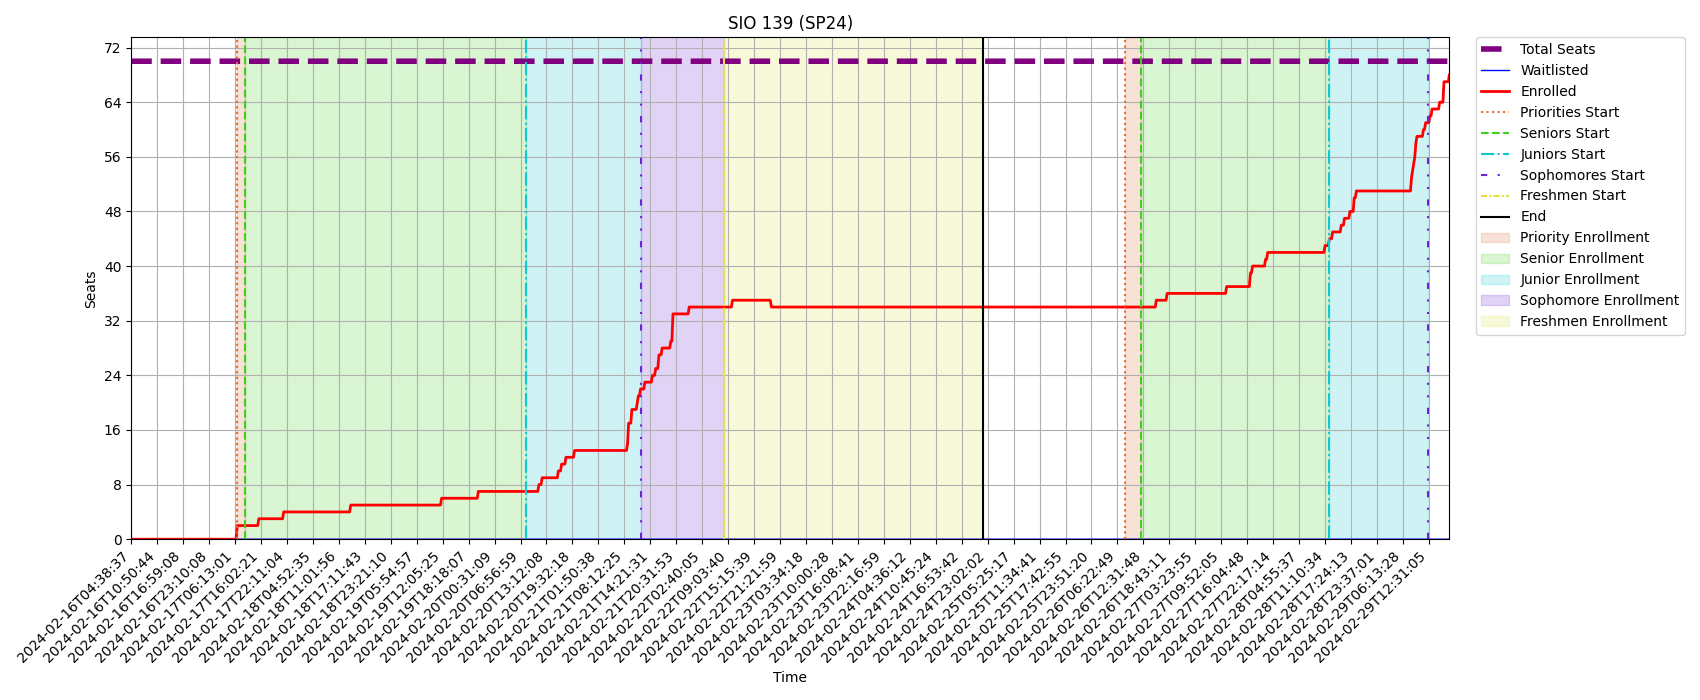 SIO 139 (SP24)
Seats
72
64
56
48
40
32
24
16
8
0
2024-02-16T04:38:37
2024-02-16T10:50:44
2024-02-16T16:59:08
2024-02-16T23:10:08
2024-02-17T06:13:01
2024-02-17T16:02:21
2024-02-17T22:11:04
2024-02-18T04:52:35
2024-02-18T11:01:56
2024-02-18T17:11:43
2024-02-18T23:21:10
2024-02-19T05:54:57
2024-02-19T12:05:25
2024-02-19T18:18:07
2024-02-20T00:31:09
2024-02-20T06:56:59
2024-02-20T13:12:08
2024-02-20T19:32:18
2024-02-21T01:50:38
2024-02-21T08:12:25
2024-02-21T14:21:31
2024-02-21T20:31:53
2024-02-22T02:40:05
2024-02-22T09:03:40
2024-02-22T15:15:39
2024-02-22T21:21:59
2024-02-23T03:34:18
2024-02-23T10:00:28
2024-02-23T16:08:41
2024-02-23T22:16:59
2024-02-24T04:36:12
2024-02-24T10:45:24
2024-02-24T16:53:42
2024-02-24T23:02:02
2024-02-25T05:25:17
2024-02-25T11:34:41
2024-02-25T17:42:55
2024-02-25T23:51:20
2024-02-26T06:22:49
2024-02-26T12:31:48
2024-02-26T18:43:11
2024-02-27T03:23:55
2024-02-27T09:52:05
2024-02-27T16:04:48
2024-02-27T22:17:14
2024-02-28T04:55:37
2024-02-28T11:10:34
2024-02-28T17:24:13
2024-02-28T23:37:01
2024-02-29T06:13:28
2024-02-29T12:31:05
Time
Total Seats
Waitlisted
Enrolled
Priorities Start
Seniors Start
Juniors Start
Sophomores Start
Freshmen Start
End
Priority Enrollment
Senior Enrollment
Junior Enrollment
Sophomore Enrollment
Freshmen Enrollment